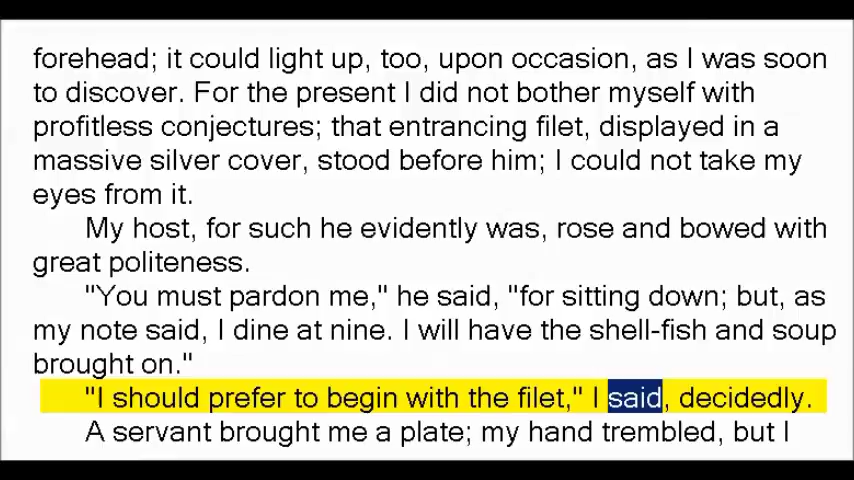 forehead; it could light up, too, upon occasion, as I was soon
to discover. For the present I did not bother myself with
profitless conjectures; that entrancing filet, displayed in a
massive silver cover, stood before him; I could not take my
eyes from it.
My host, for such he evidently was, rose and bowed with
great politeness.
"You must pardon me," he said, "for sitting down; but, as
my note said, I dine at nine. I will have the shell-fish and soup
brought on."
"I should prefer to begin with the filet," I said, decidedly.
A servant brought me a plate; my hand trembled, but I